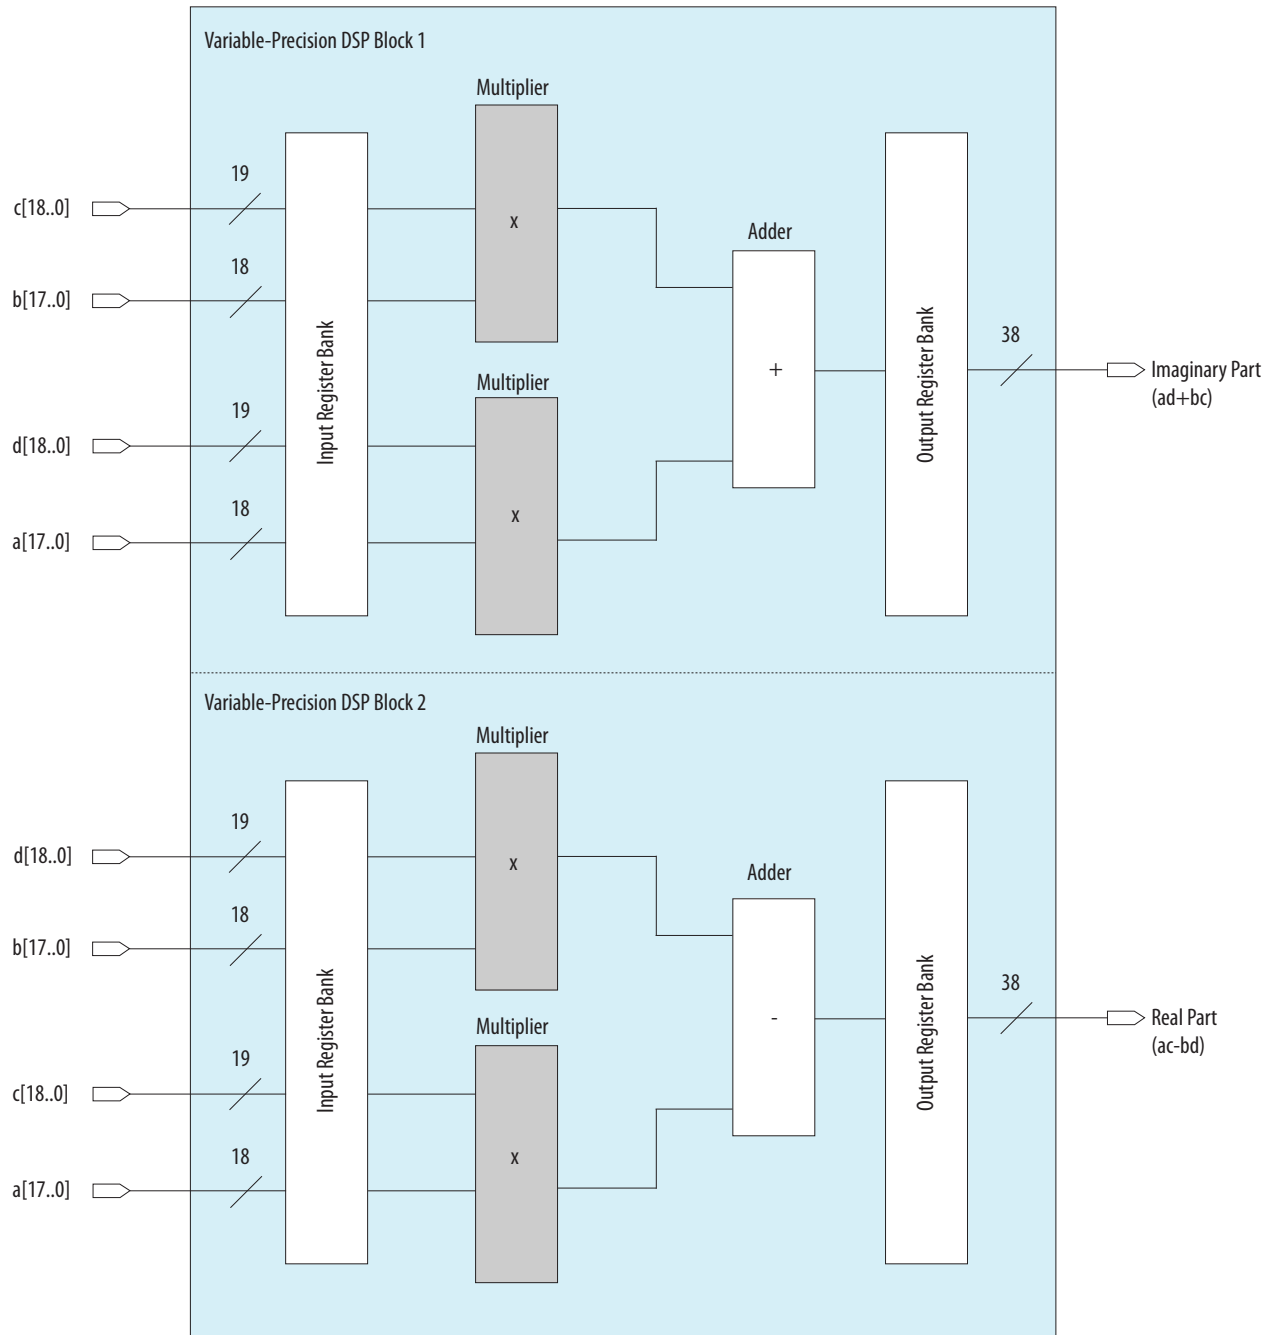 Variable-Precision DSP Block 1
Multiplier
19
c[18..0]
x
Adder
18
b[17..0]
Input Register Bank
Output Register Bank
38
+
Imaginary Part
(ad+bc)
Multiplier
19
d[18..0]
18
x
a[17..0]
Variable-Precision DSP Block 2
Multiplier
19
d[18..0]
x
Adder
18
b[17..0]
Input Register Bank
Output Register Bank
38
-
Real Part
(ac-bd)
Multiplier
19
c[18..0]
18
x
a[17..0]